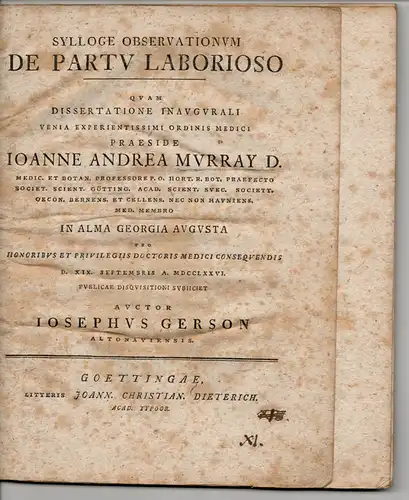 SYLLOGE OBSERVATIONVM
DE PARTV LABORIOSO
QVAM
DISSERTATIONE INAVGVRALI
VENIA EXPERIENTISSIMI ORDINIS MEDICI
PRAESIDE
IOANNE ANDREA MVRRAY D.
MEDIC. ET BOTAN. PROFESSORE P. O. HORT. R. BOT. PRAEFECTO
SOCIET. SCIENT. GÖTTING. ACAD. SCIENT. SVEC. SOCIETT.
OECON. BERNENS. ET CELLENS. NEC NON HAVNIENS.
MED. MEMBRO
IN ALMA GEORGIA AVGVSTA
PRO
HONORIBVS ET PRIVILEGIIS DOCTORIS MEDICI CONSEQVENDIS
D. XIX. SEPTEMBRIS A. MDCCLXXVI.
PVBLICAE DISQVISITIONI SVBIICIET
AVCTOR
IOSEPHVS GERSON
ALTONAVIENSIS.
GOETTINGAE,
LITTERIS JOANN. CHRISTIAN. DIETERICH,
ACAD. TYPOGR.
XI.